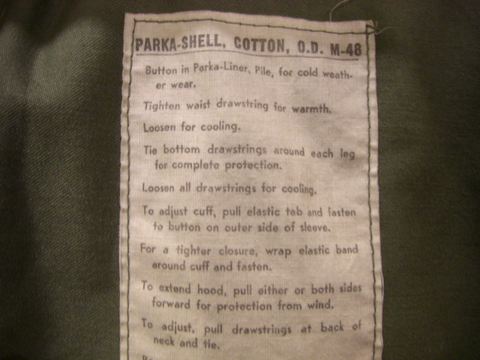 PARKA-SHELL, COTTON, O.D. M-48
Button in Parka-Liner, Pile, for cold weath-
er wear.
Tighten waist drawstring for warmth.
Loosen for cooling.
Tie bottom drawstrings around each leg
for complete protection.
Loosen all drawstrings for cooling.
To adjust cuff, pull elastic tab and fasten
to button on outer side of sleeve.
For a tighter closure, wrap elastic band
around cuff and fasten.
To extend hood, pull either or both sides
forward for protection from wind.
To adjust, pull drawstrings at back of
neck and tie.